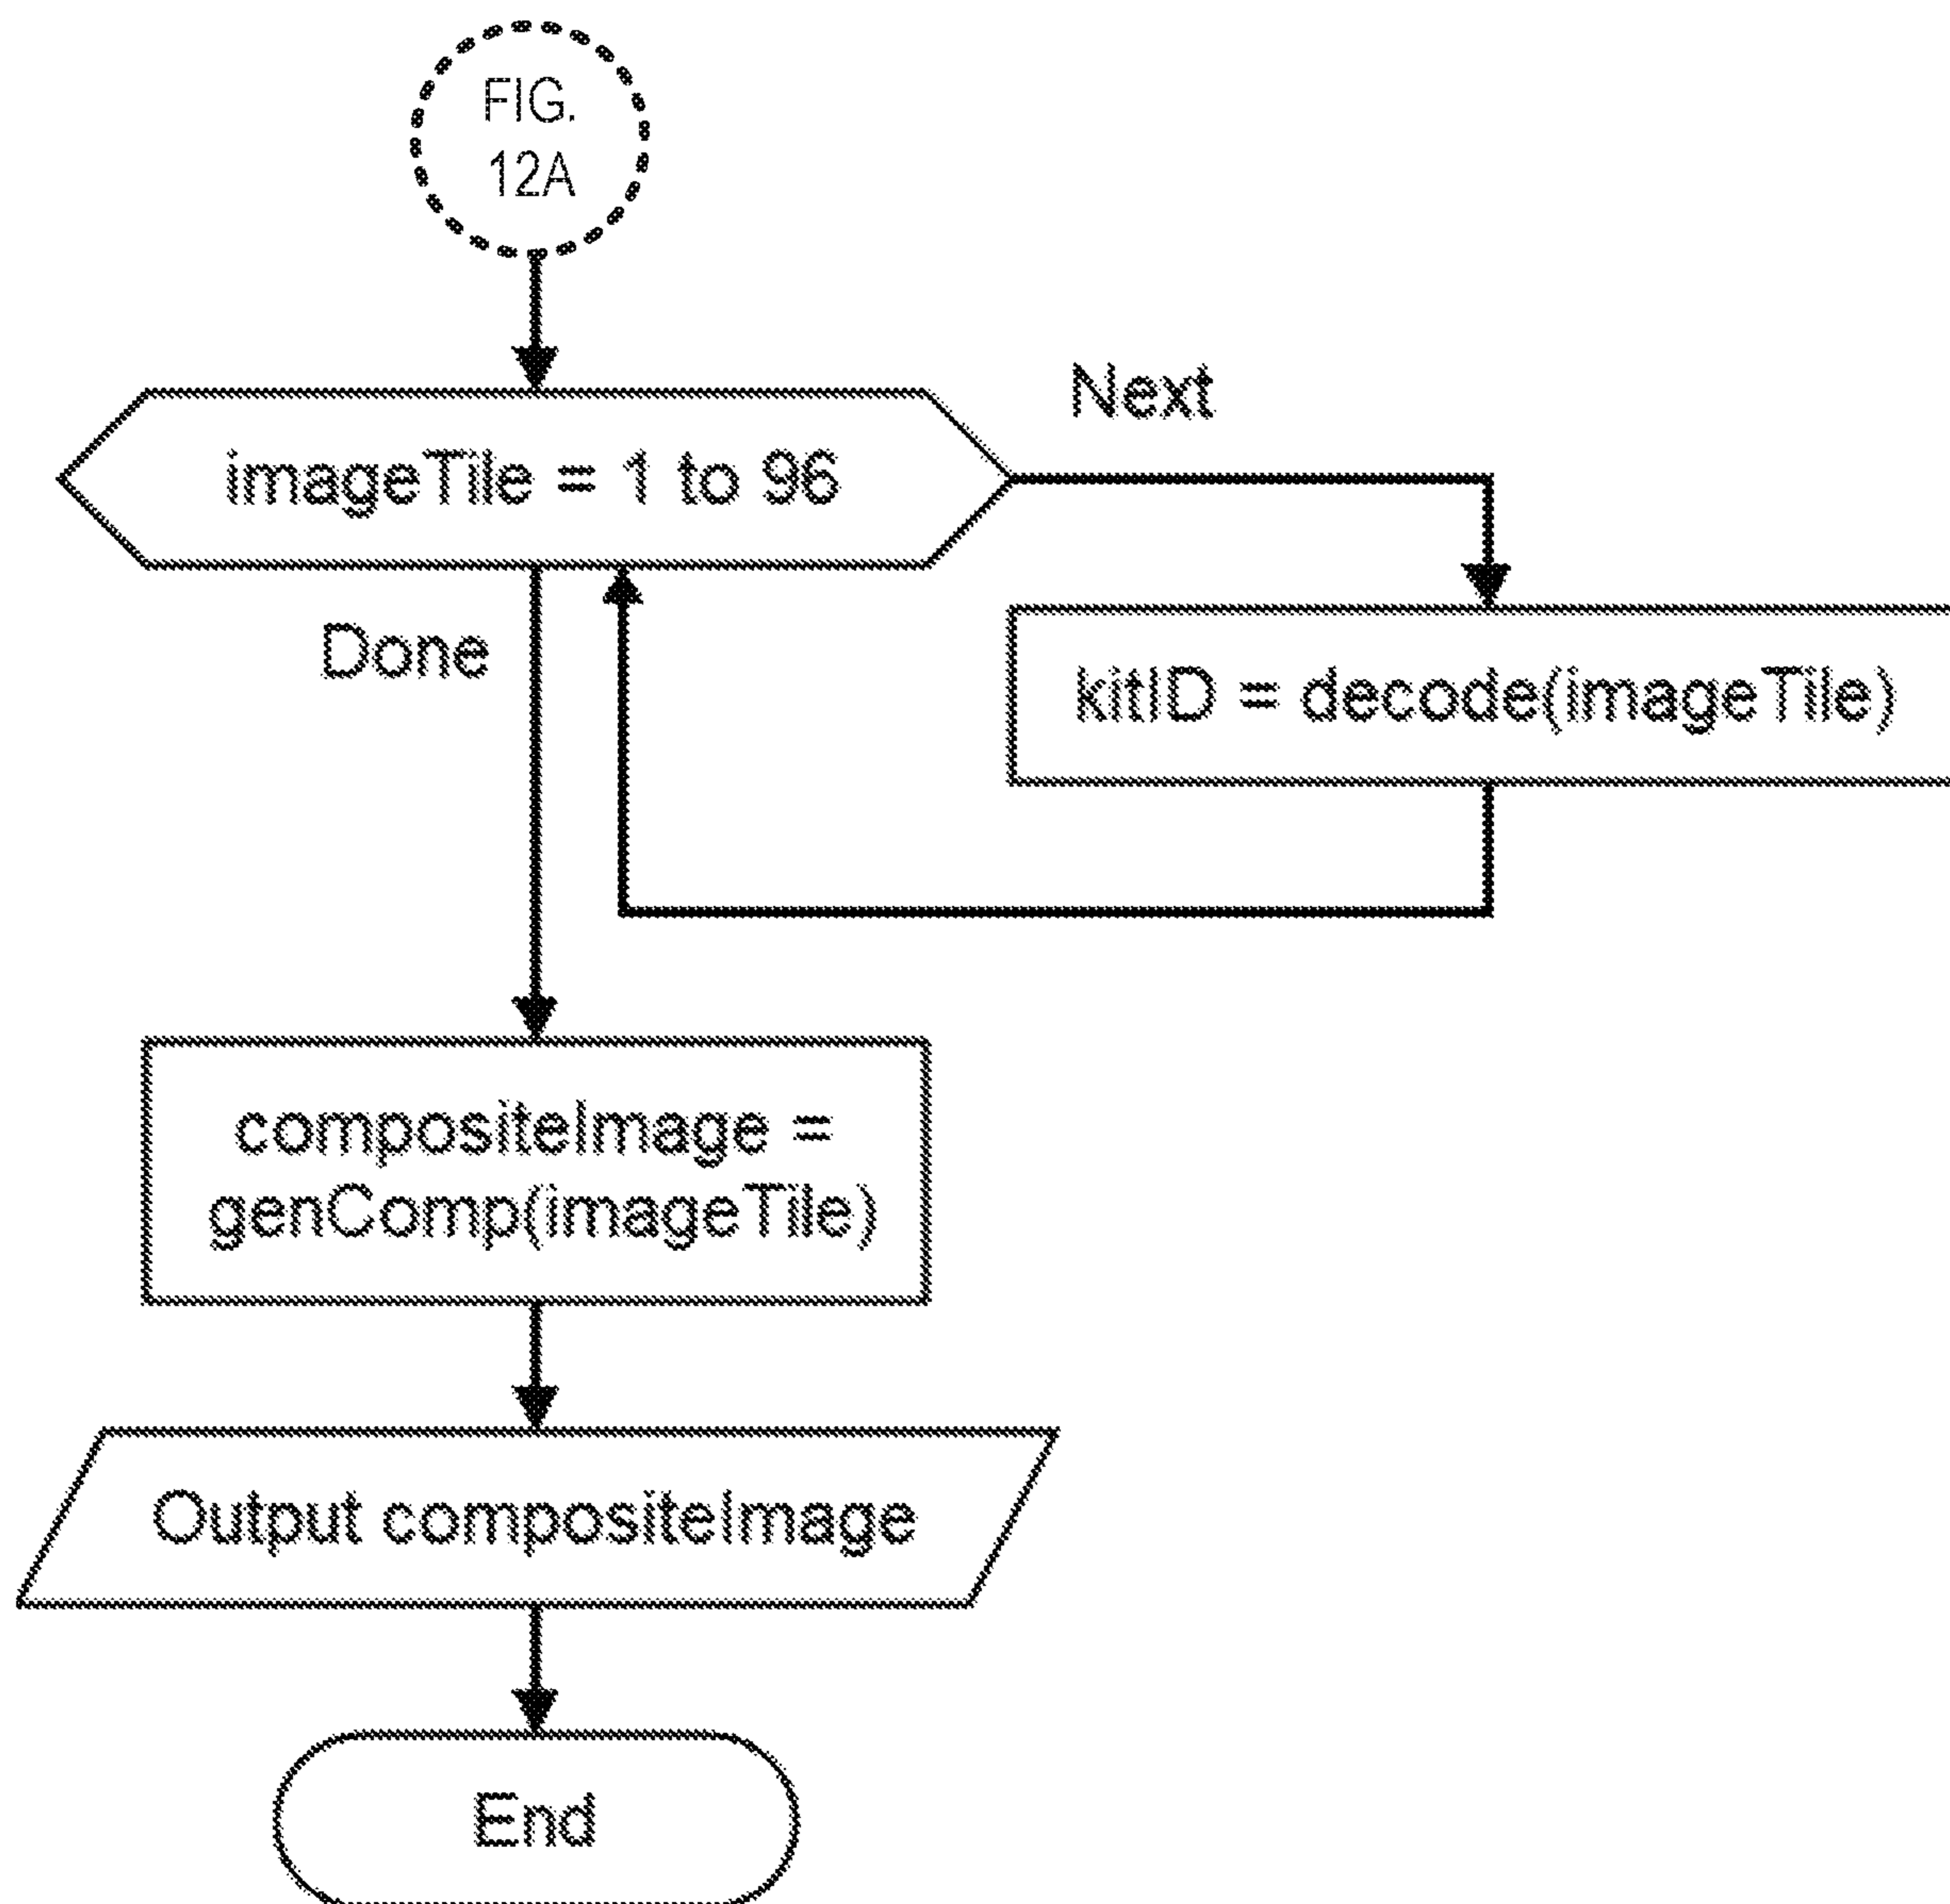 FIG.
12A
imageTile = 1 to 96
Next
Done
kitID = decode(imageTile)
compositeImage =
genComp(imageTile)
Output compositeImage
End